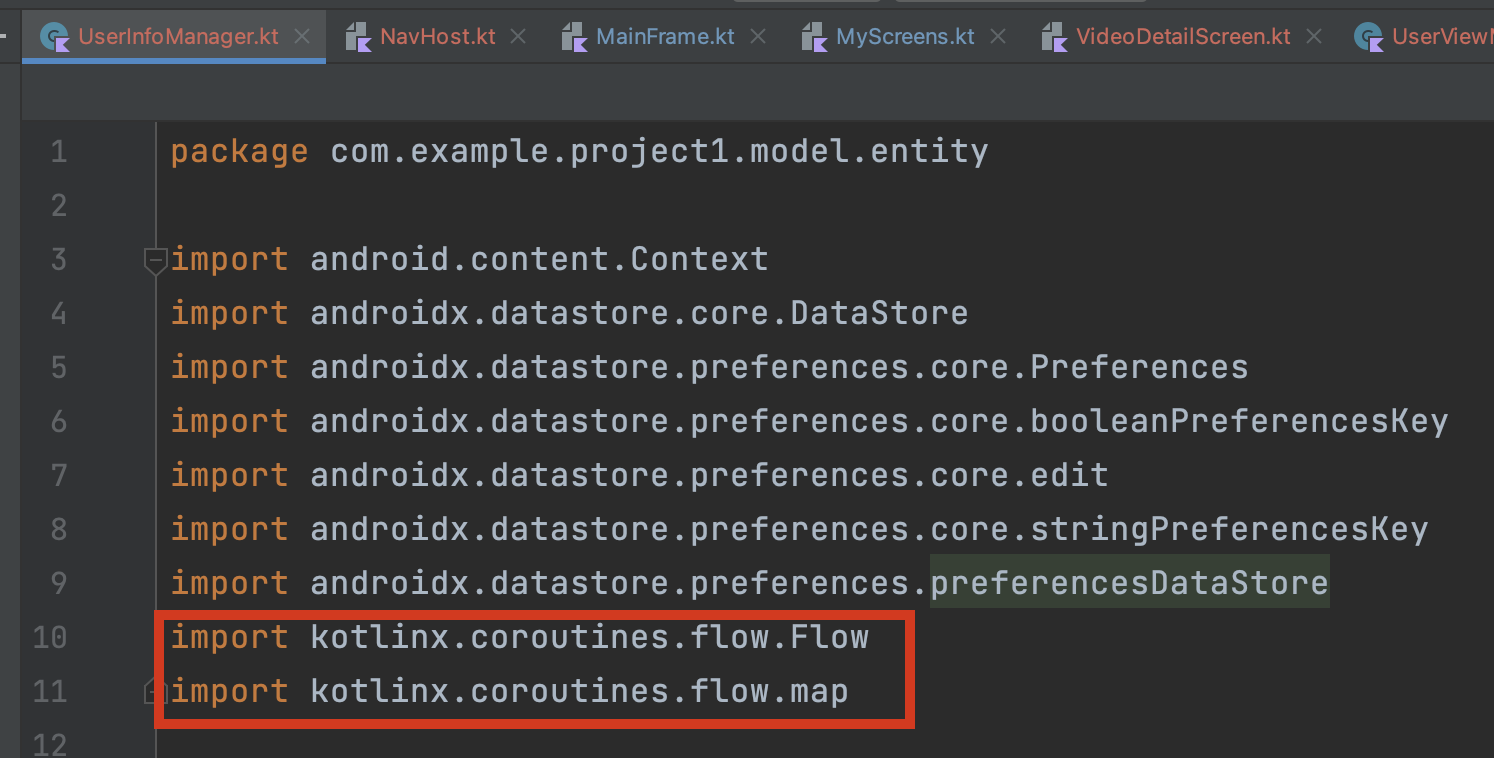 UserInfoManager.kt NavHost.kt MainFrame.kt MyScreens.kt VideoDetailScreen.kt
1 package com.example.project1.model.entity
2
3 import android.content.Context
4 import androidx.datastore.core.DataStore
5 import androidx.datastore.preferences.core.Preferences
6 import androidx.datastore.preferences.core.booleanPreferencesKey
7 import androidx.datastore.preferences.core.edit
8 import androidx.datastore.preferences.core.stringPreferencesKey
9 import androidx.datastore.preferences.preferencesDataStore
10 import kotlinx.coroutines.flow.Flow
11 import kotlinx.coroutines.flow.map
12